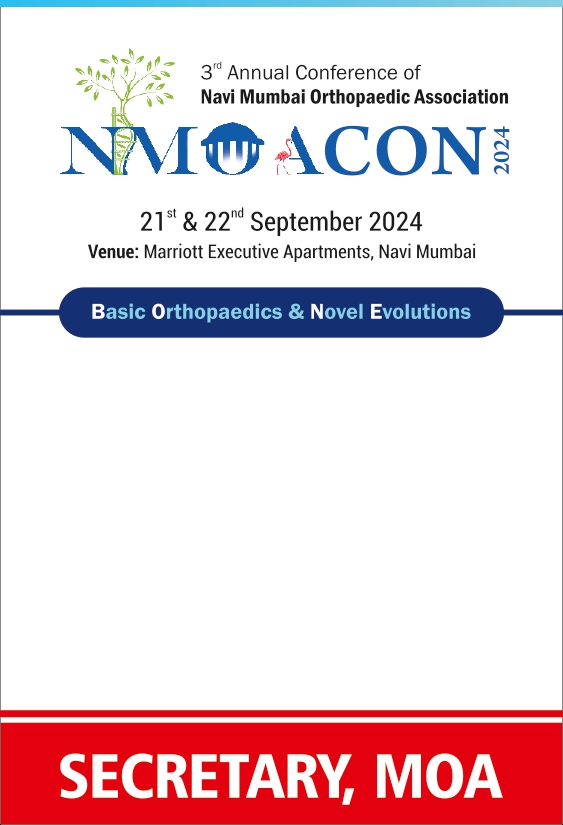 3rd Annual Conference of
Navi Mumbai Orthopaedic Association
NMOACON 2024
21st & 22nd September 2024
Venue: Marriott Executive Apartments, Navi Mumbai
Basic Orthopaedics & Novel Evolutions
SECRETARY, MOA